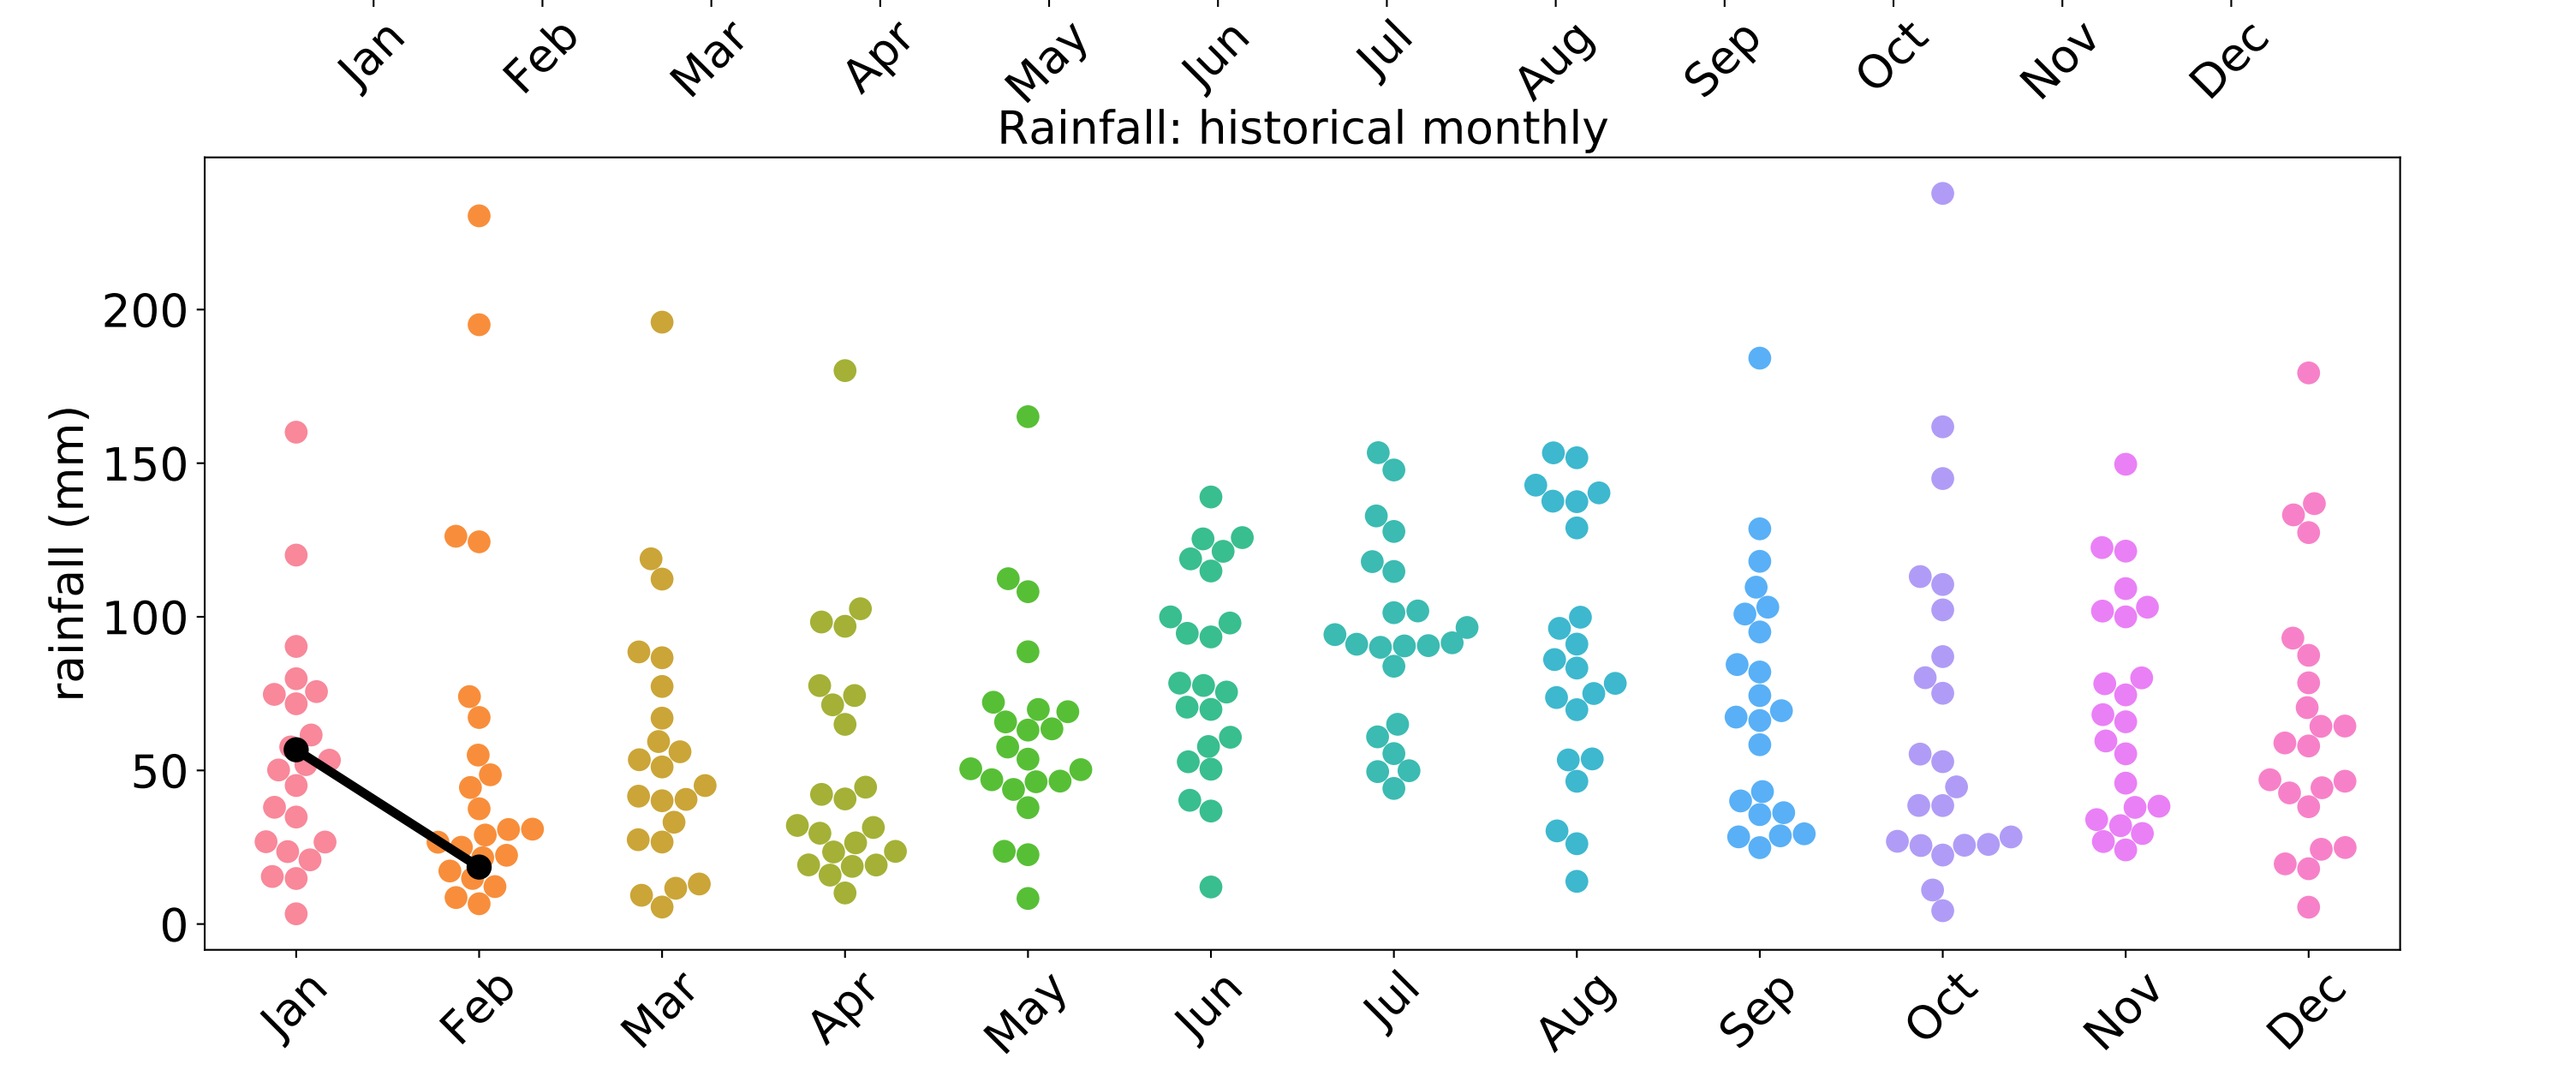 Jan Feb Mar Apr May Jun Jul Aug Sep Oct Nov Dec
Rainfall: historical monthly
rainfall (mm)
200
150
100
50
0
Jan Feb Mar Apr May Jun Jul Aug Sep Oct Nov Dec